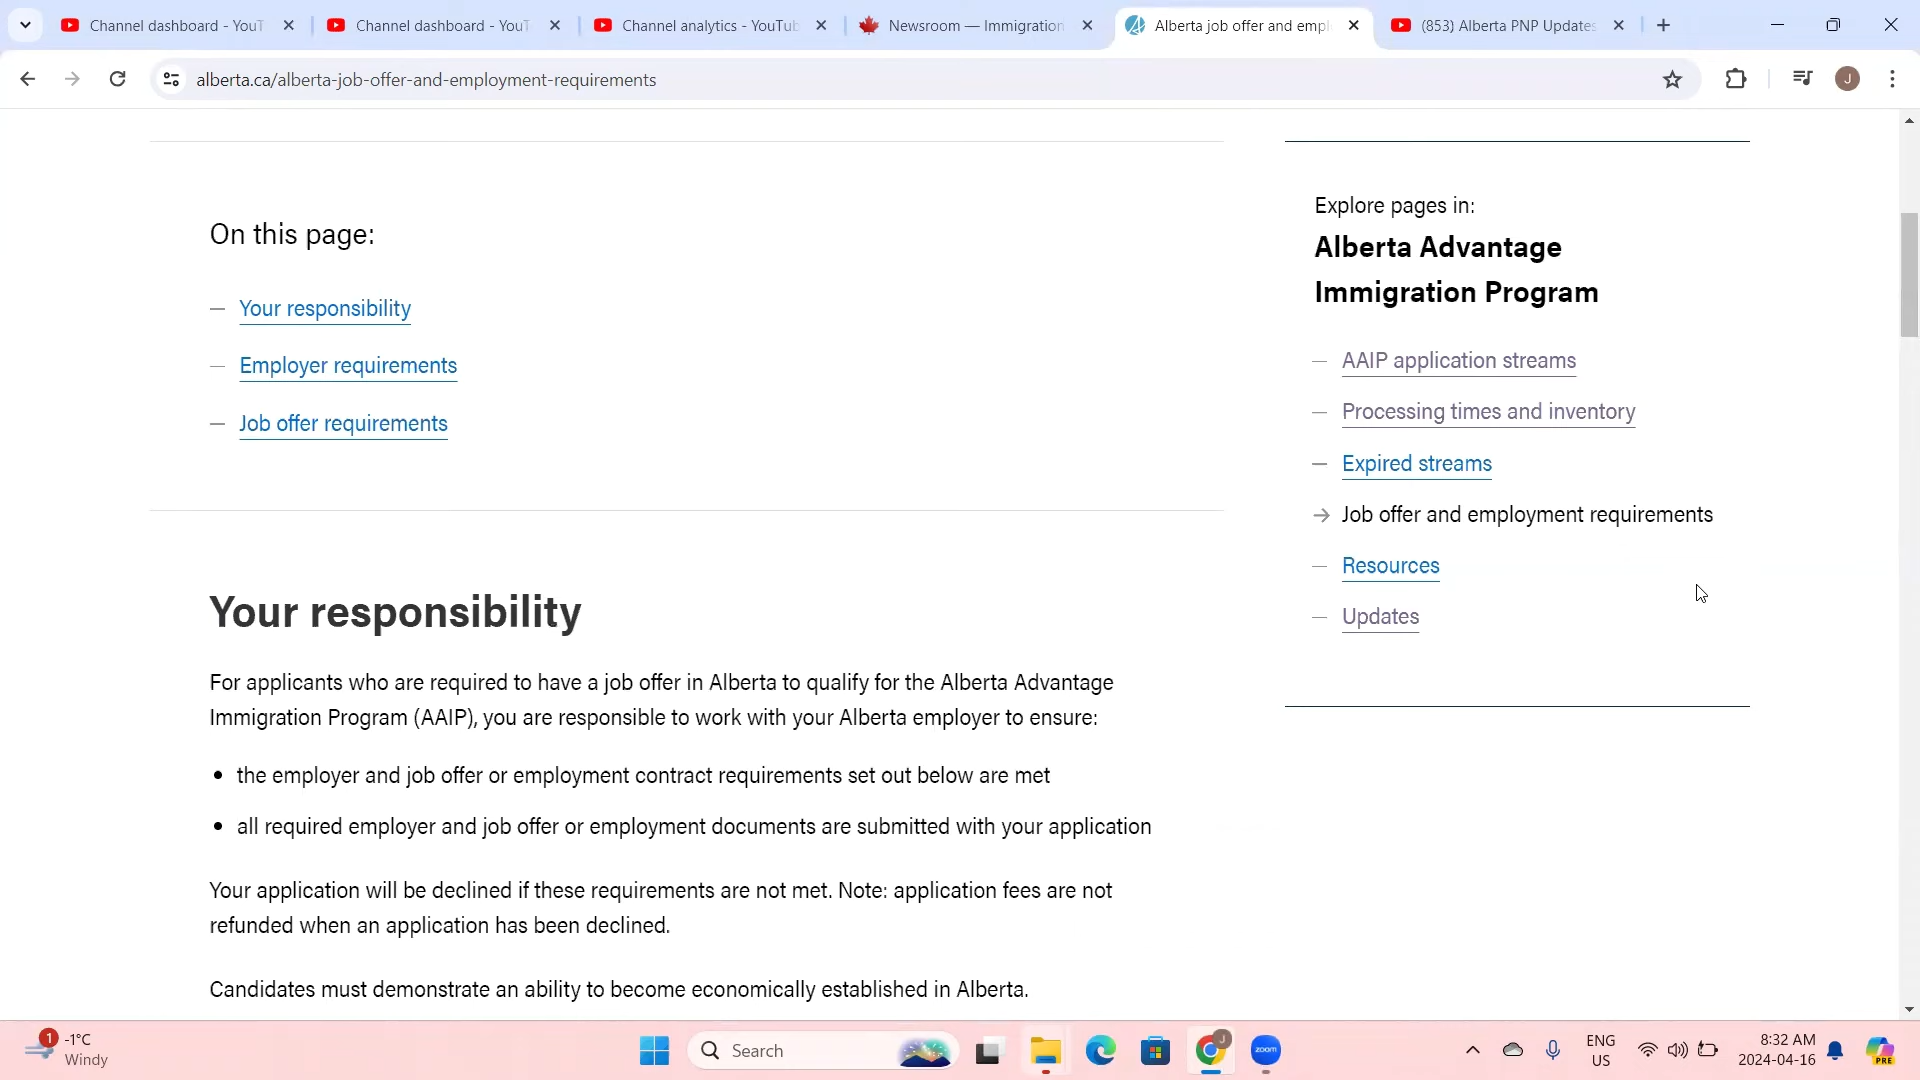 Channel dashboard - YouT
Channel dashboard - YouT
Channel analytics - YouTub
Newsroom — Immigration
Alberta job offer and empl
(853) Alberta PNP Updates
alberta.ca/alberta-job-offer-and-employment-requirements
J
On this page:
— Your responsibility
— Employer requirements
— Job offer requirements
Your responsibility
For applicants who are required to have a job offer in Alberta to qualify for the Alberta Advantage
Immigration Program (AAIP), you are responsible to work with your Alberta employer to ensure:
• the employer and job offer or employment contract requirements set out below are met
• all required employer and job offer or employment documents are submitted with your application
Your application will be declined if these requirements are not met. Note: application fees are not
refunded when an application has been declined.
Candidates must demonstrate an ability to become economically established in Alberta.
Explore pages in:
Alberta Advantage
Immigration Program
— AAIP application streams
— Processing times and inventory
— Expired streams
→ Job offer and employment requirements
— Resources
— Updates
1
-1°C
Windy
Search
J
zoom
ENG
US
8:32 AM
2024-04-16
PRE